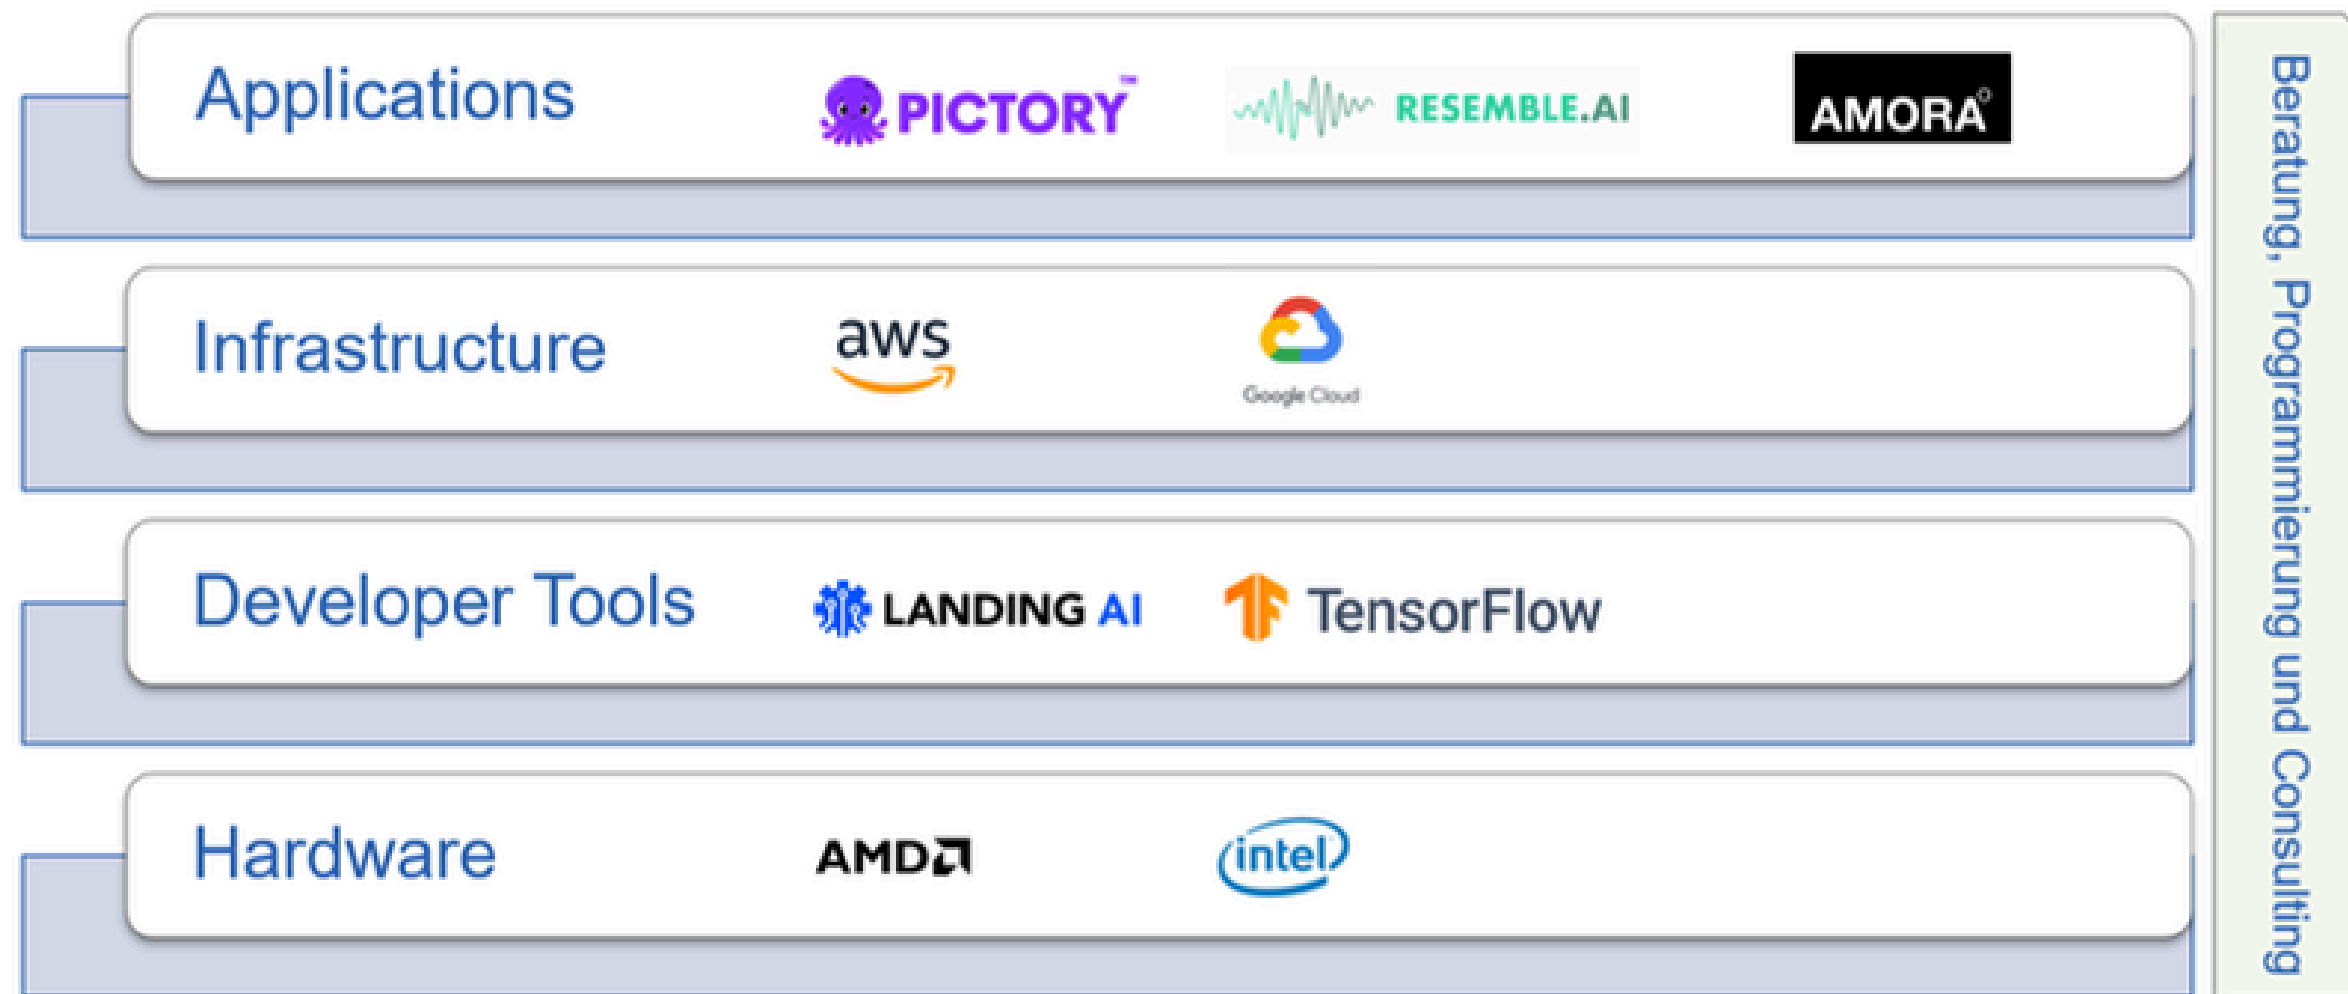 Applications
PICTORY™
RESEMBLE.AI
AMORA
Infrastructure
aws
Google Cloud
Developer Tools
LANDING AI
TensorFlow
Hardware
AMD
intel
Beratung, Programmierung und Consulting